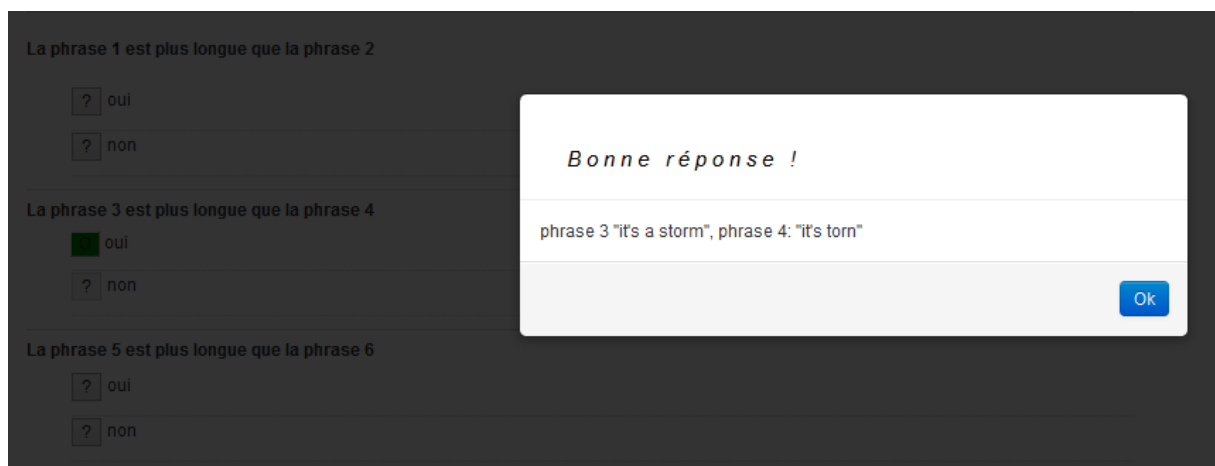 La phrase 1 est plus longue que la phrase 2
? oui
? non
La phrase 3 est plus longue que la phrase 4
oui
? non
La phrase 5 est plus longue que la phrase 6
? oui
? non
Bonne réponse !
phrase 3 "it's a storm", phrase 4: "it's torn"
Ok